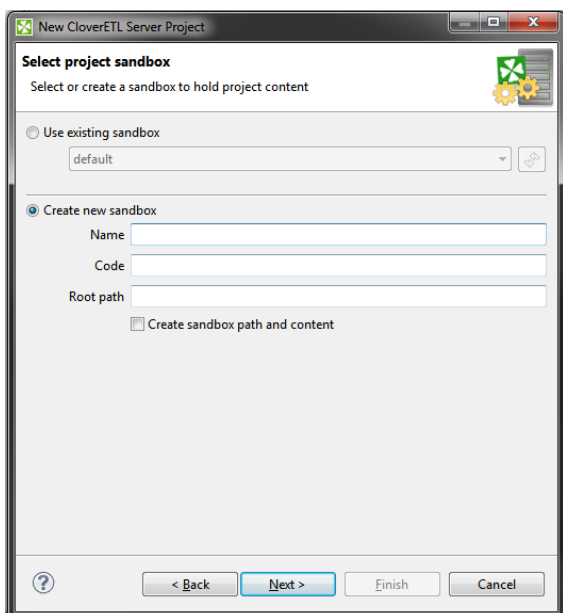 New CloverETL Server Project
Select project sandbox
Select or create a sandbox to hold project content
Use existing sandbox
default
Create new sandbox
Name
Code
Root path
Create sandbox path and content
?
< Back
Next >
Finish
Cancel